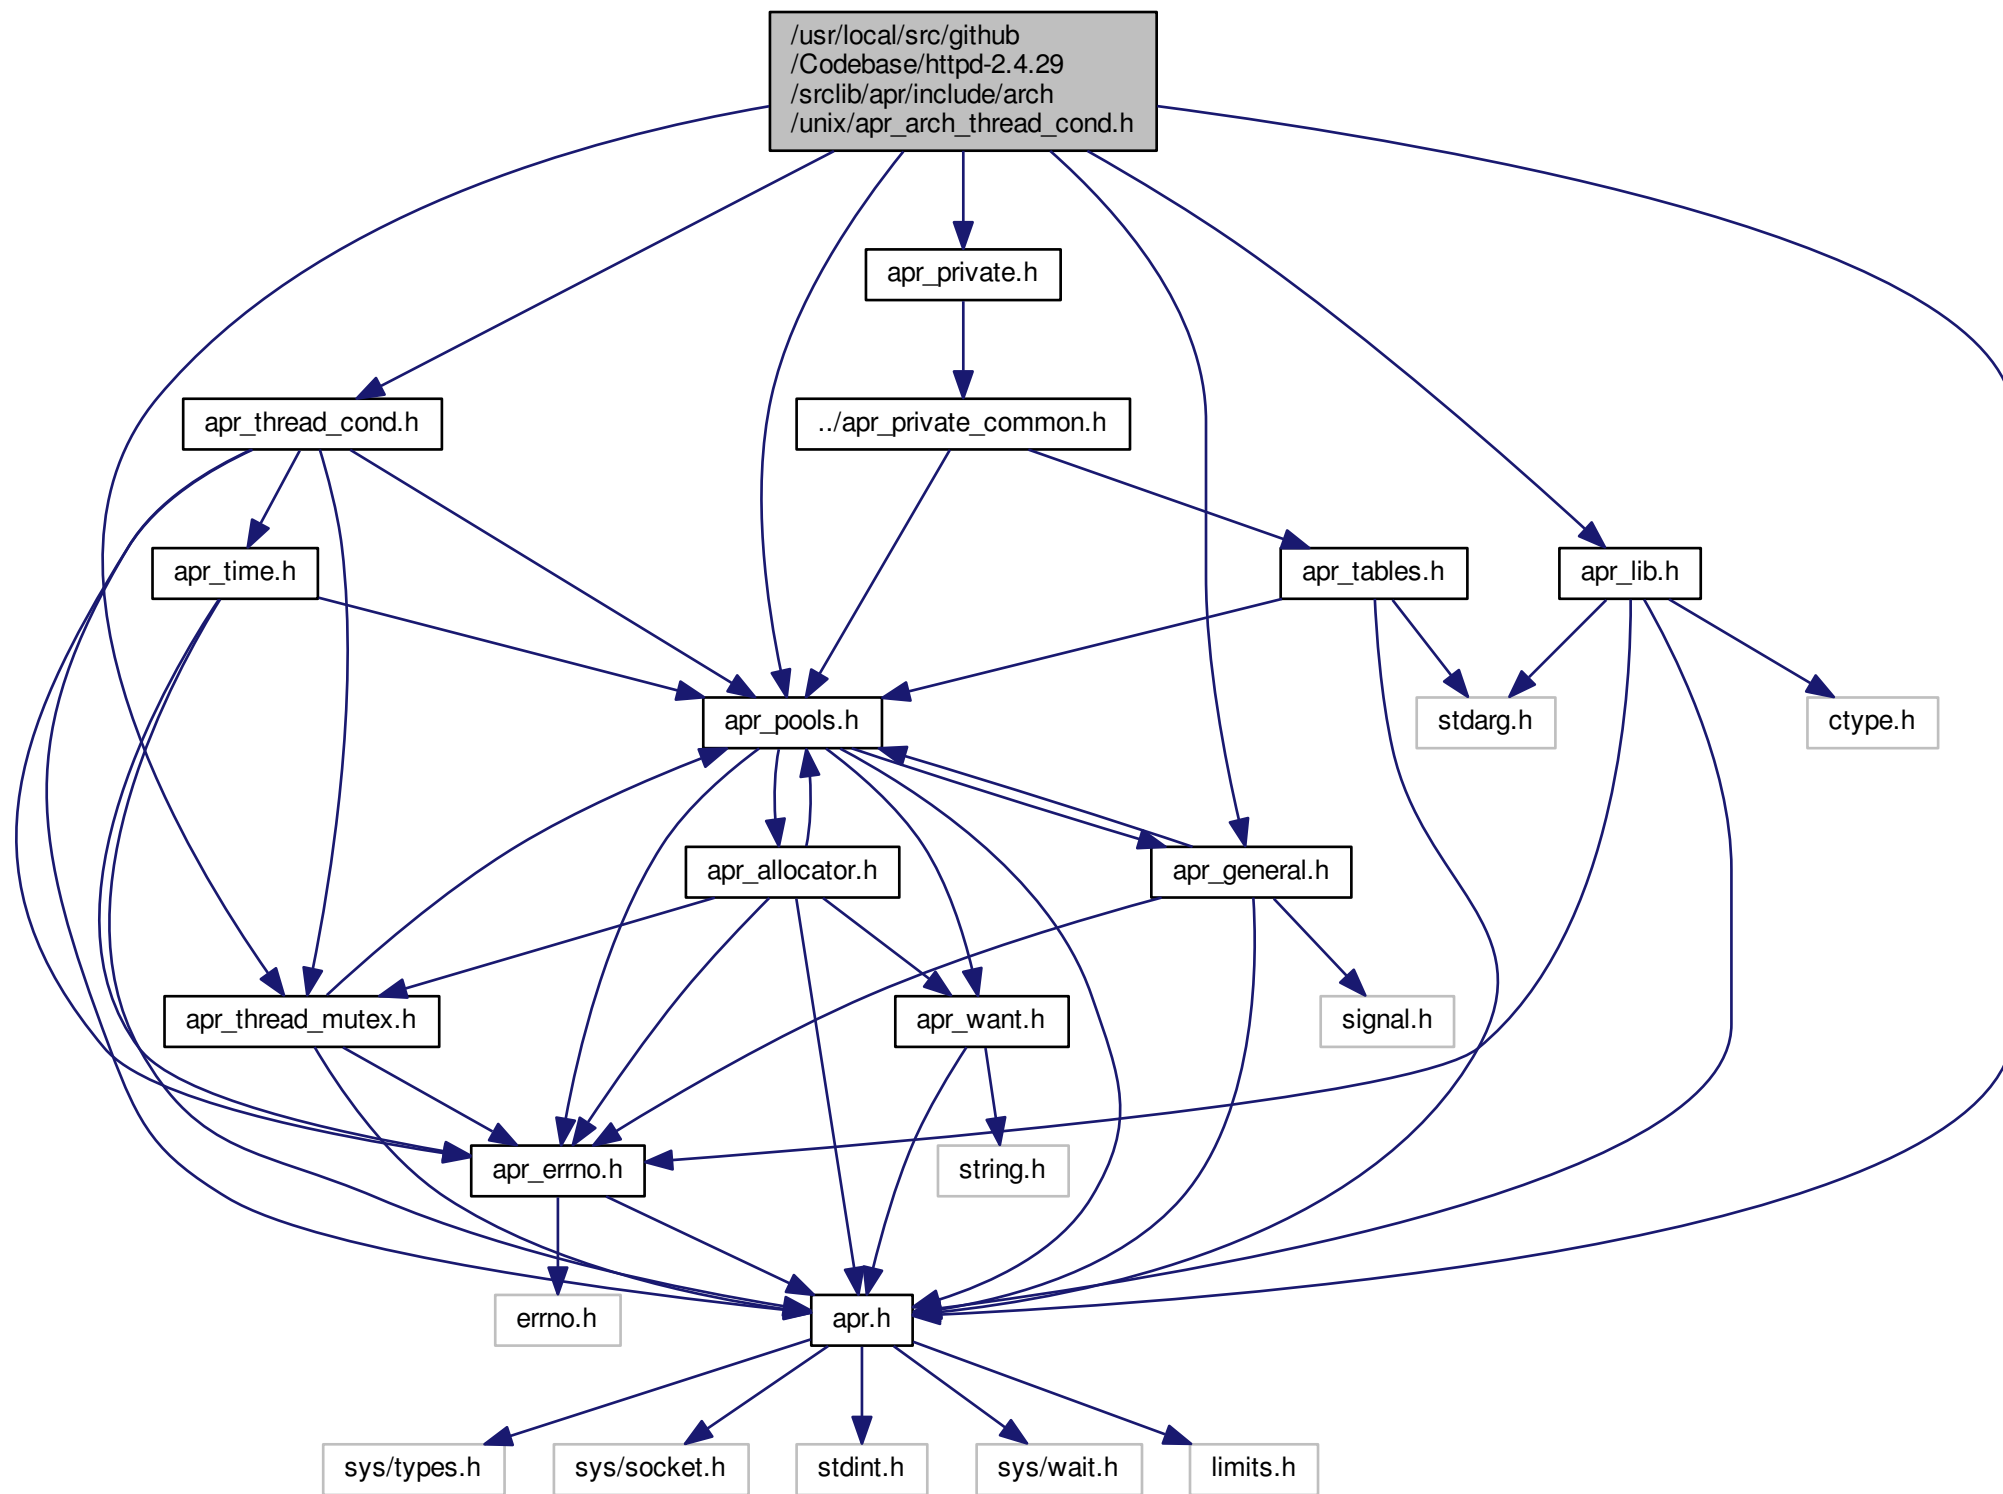 /usr/local/src/github
/Codebase/httpd-2.4.29
/srclib/apr/include/arch
/unix/apr_arch_thread_cond.h
apr_private.h
apr_thread_cond.h
../apr_private_common.h
apr_time.h
apr_tables.h
apr_lib.h
apr_pools.h
stdarg.h
ctype.h
apr_allocator.h
apr_general.h
apr_thread_mutex.h
apr_want.h
signal.h
apr_errno.h
string.h
errno.h
apr.h
sys/types.h
sys/socket.h
stdint.h
sys/wait.h
limits.h